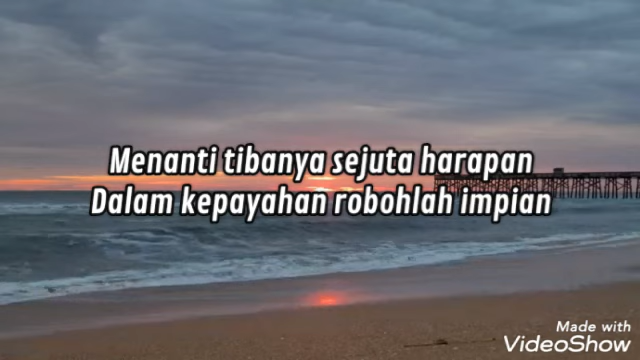 Menanti tibanya sejuta harapan
Dalam kepayahan robohlah impian
Made with
VideoShow